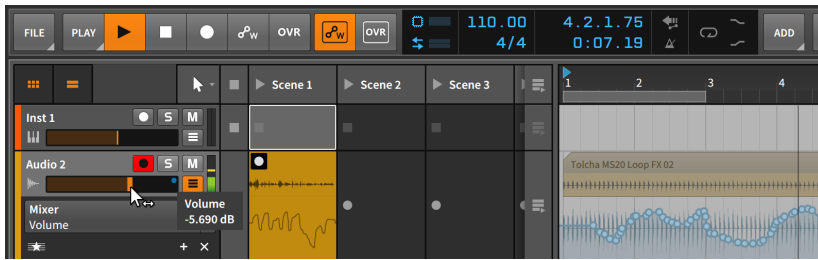 FILE PLAY W OVR W OVR 110.00 4.2.1.75 ADD
4/4 0:07.19
Scene 1 Scene 2 Scene 3 1 2 3 4
Inst 1 S M
Audio 2 S M
Tolcha MS20 Loop FX 02
Volume
-5.690 dB
Mixer
Volume